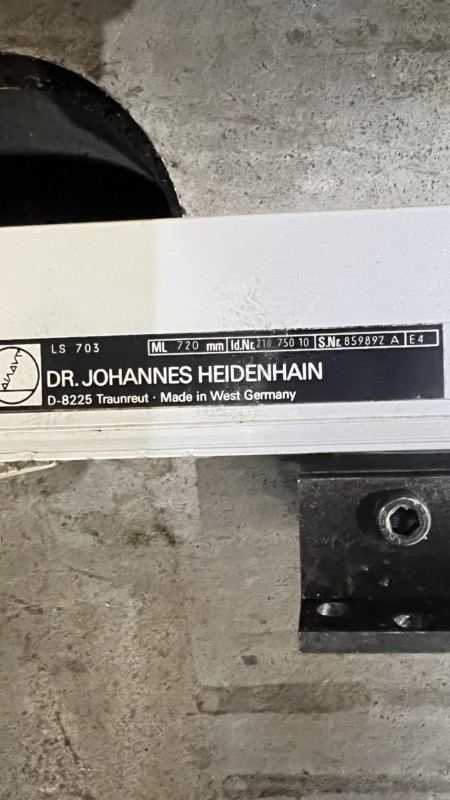 LS 703 ML 720 mm Id.Nr. 750 10 S.Nr. 859892 A E4
DR. JOHANNES HEIDENHAIN
D-8225 Traunreut · Made in West Germany